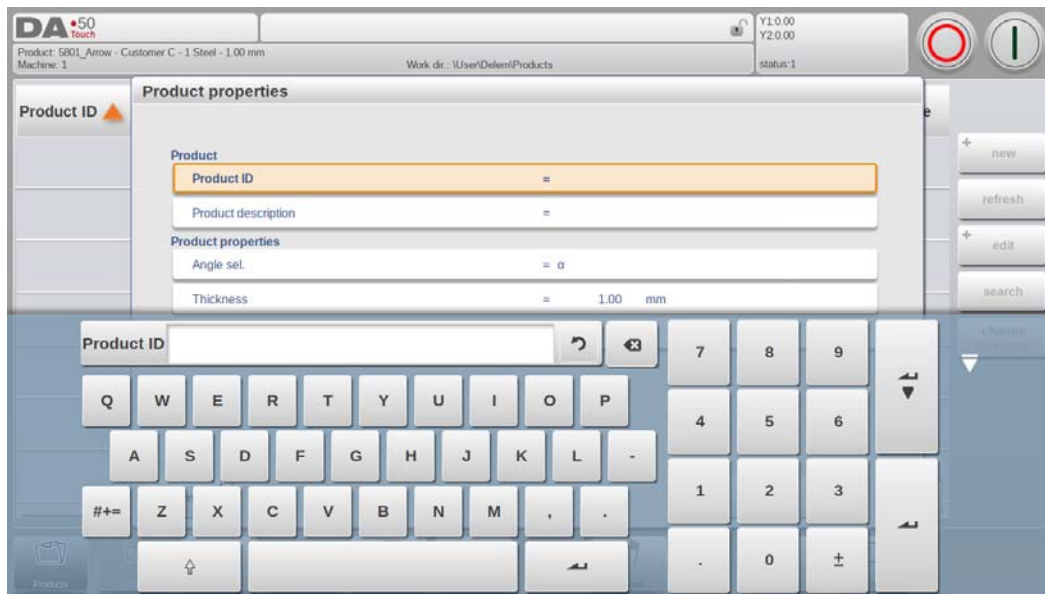 DA•50
Touch
Y1:0.00
Y2:0.00
Product: 5801_Arrow - Customer C - 1 Steel - 1.00 mm
Machine: 1
Work dir.: \User\Delem\Products
status:1
Product properties
Product ID
e
Product
new
Product ID =
refresh
Product description =
Product properties
edit
Angle sel. = α
search
Thickness = 1.00 mm
change
directory
Product ID
7 8 9
Q W E R T Y U I O P
4 5 6
A S D F G H J K L -
1 2 3
#+= Z X C V B N M , .
. 0 ±
Products